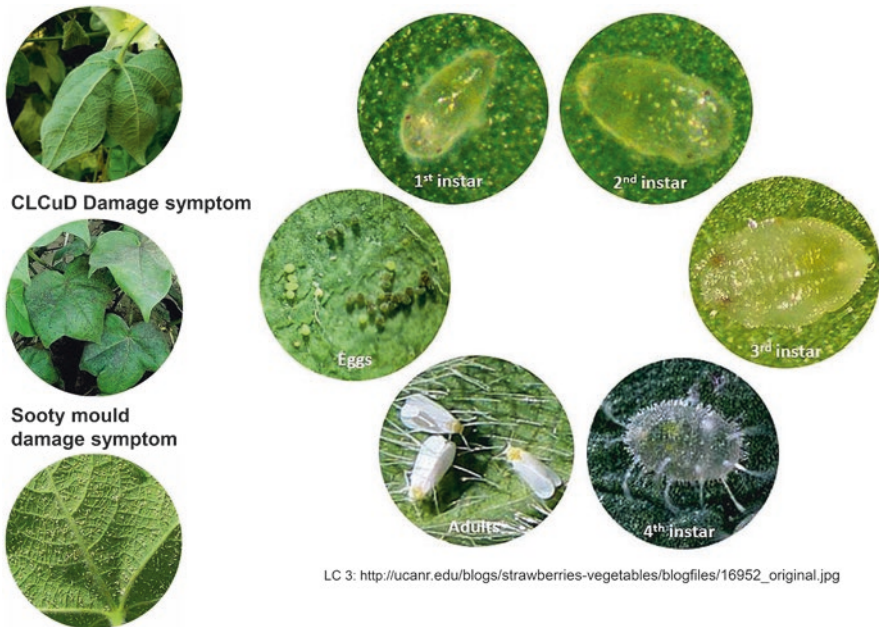 1st instar
2nd instar
CLCuD Damage symptom
Eggs
3rd instar
Sooty mould
damage symptom
Adults
4th instar
LC 3: http://ucanr.edu/blogs/strawberries-vegetables/blogfiles/16952_original.jpg